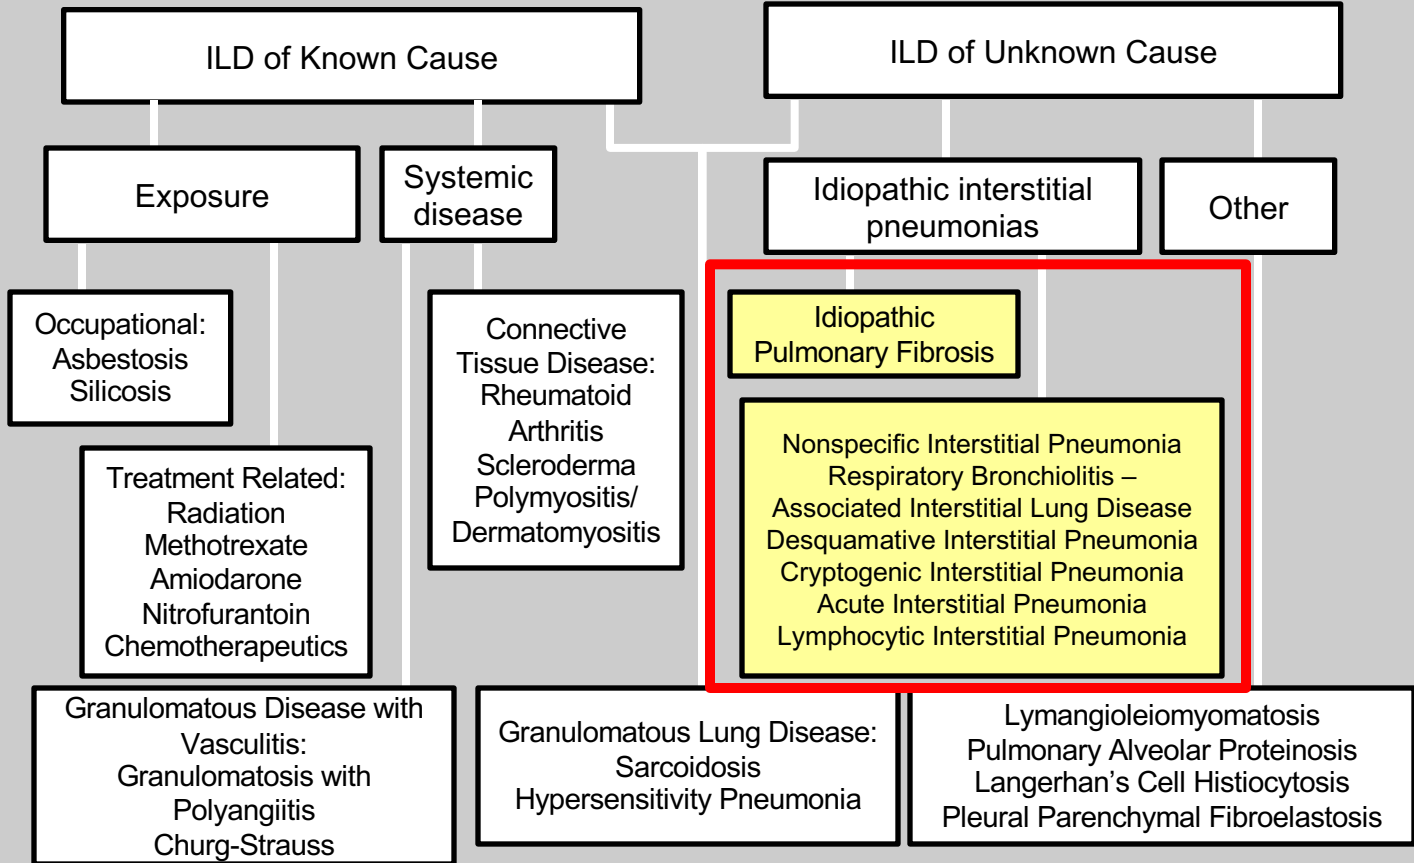 ILD of Known Cause
ILD of Unknown Cause
Exposure
Systemic
disease
Idiopathic interstitial
pneumonias
Other
Occupational:
Asbestosis
Silicosis
Connective
Tissue Disease:
Rheumatoid
Arthritis
Scleroderma
Polymyositis/
Dermatomyositis
Idiopathic
Pulmonary Fibrosis
Treatment Related:
Radiation
Methotrexate
Amiodarone
Nitrofurantoin
Chemotherapeutics
Nonspecific Interstitial Pneumonia
Respiratory Bronchiolitis –
Associated Interstitial Lung Disease
Desquamative Interstitial Pneumonia
Cryptogenic Interstitial Pneumonia
Acute Interstitial Pneumonia
Lymphocytic Interstitial Pneumonia
Granulomatous Disease with
Vasculitis:
Granulomatosis with
Polyangiitis
Churg-Strauss
Granulomatous Lung Disease:
Sarcoidosis
Hypersensitivity Pneumonia
Lymangioleiomyomatosis
Pulmonary Alveolar Proteinosis
Langerhan’s Cell Histiocytosis
Pleural Parenchymal Fibroelastosis